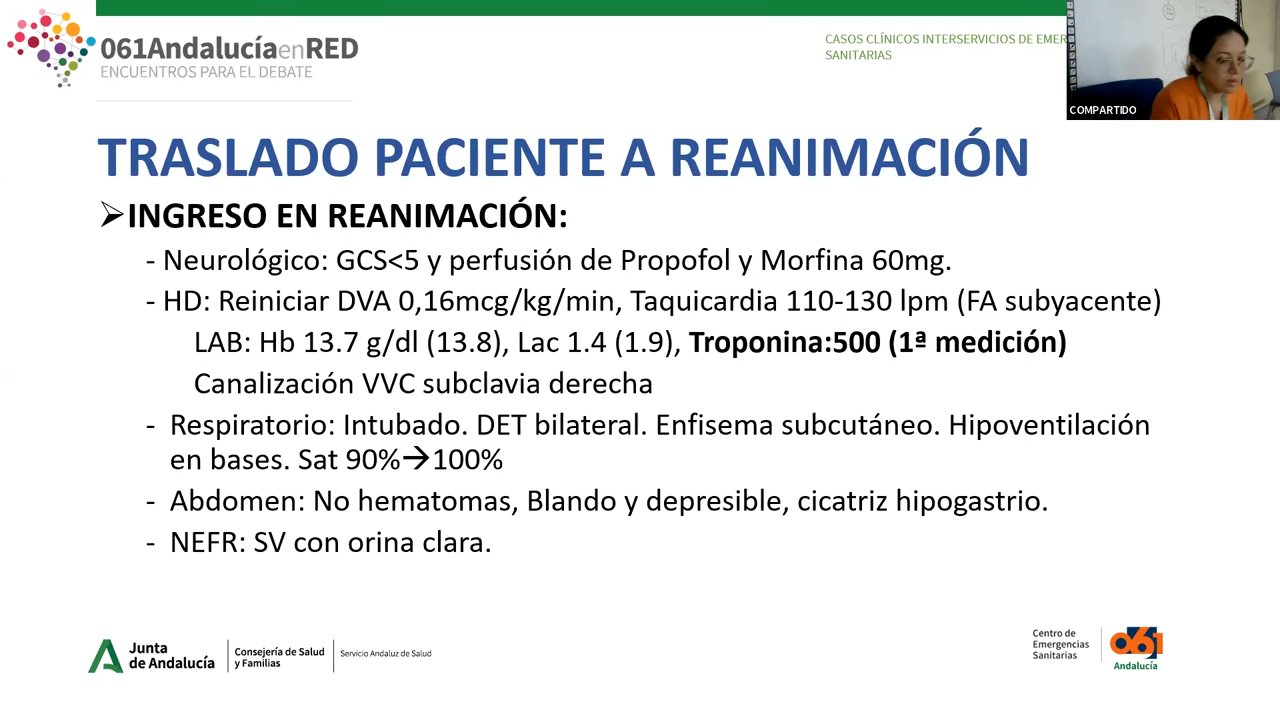 061AndalucíaenRED
ENCUENTROS PARA EL DEBATE
CASOS CLÍNICOS INTERSERVICIOS DE EMER
SANITARIAS
COMPARTIDO
TRASLADO PACIENTE A REANIMACIÓN
➢INGRESO EN REANIMACIÓN:
- Neurológico: GCS<5 y perfusión de Propofol y Morfina 60mg.
- HD: Reiniciar DVA 0,16mcg/kg/min, Taquicardia 110-130 lpm (FA subyacente)
LAB: Hb 13.7 g/dl (13.8), Lac 1.4 (1.9), Troponina:500 (1ª medición)
Canalización VVC subclavia derecha
- Respiratorio: Intubado. DET bilateral. Enfisema subcutáneo. Hipoventilación
en bases. Sat 90%→100%
- Abdomen: No hematomas, Blando y depresible, cicatriz hipogastrio.
- NEFR: SV con orina clara.
Junta
de Andalucía
Consejería de Salud
y Familias
Servicio Andaluz de Salud
Centro de
Emergencias
Sanitarias
061
Andalucía